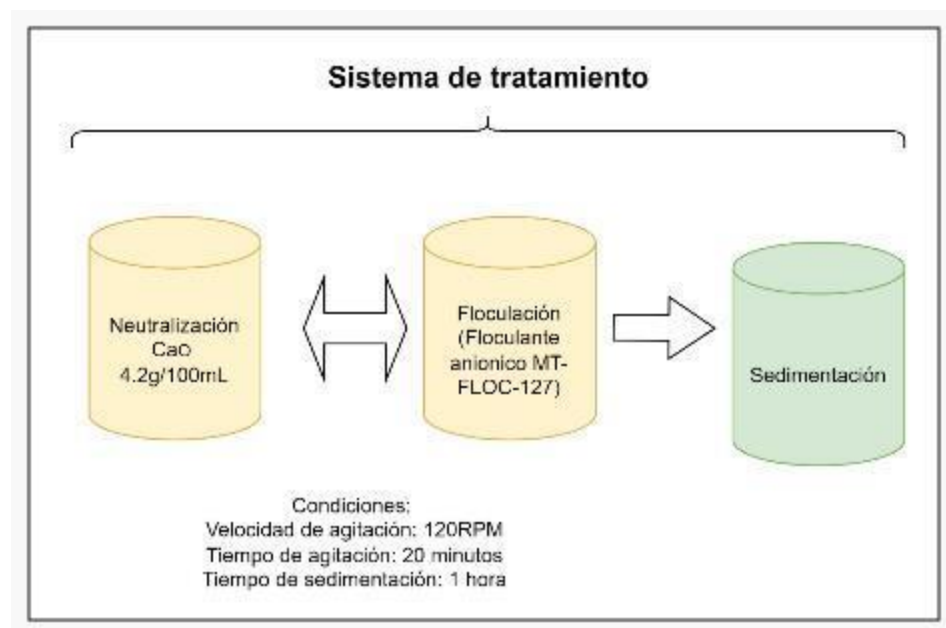 Sistema de tratamiento
Neutralización
CaO
4.2g/100mL
Floculación
(Floculante
anionico MT-
FLOC-127)
Sedimentación
Condiciones:
Velocidad de agitación: 120RPM
Tiempo de agitación: 20 minutos
Tiempo de sedimentación: 1 hora